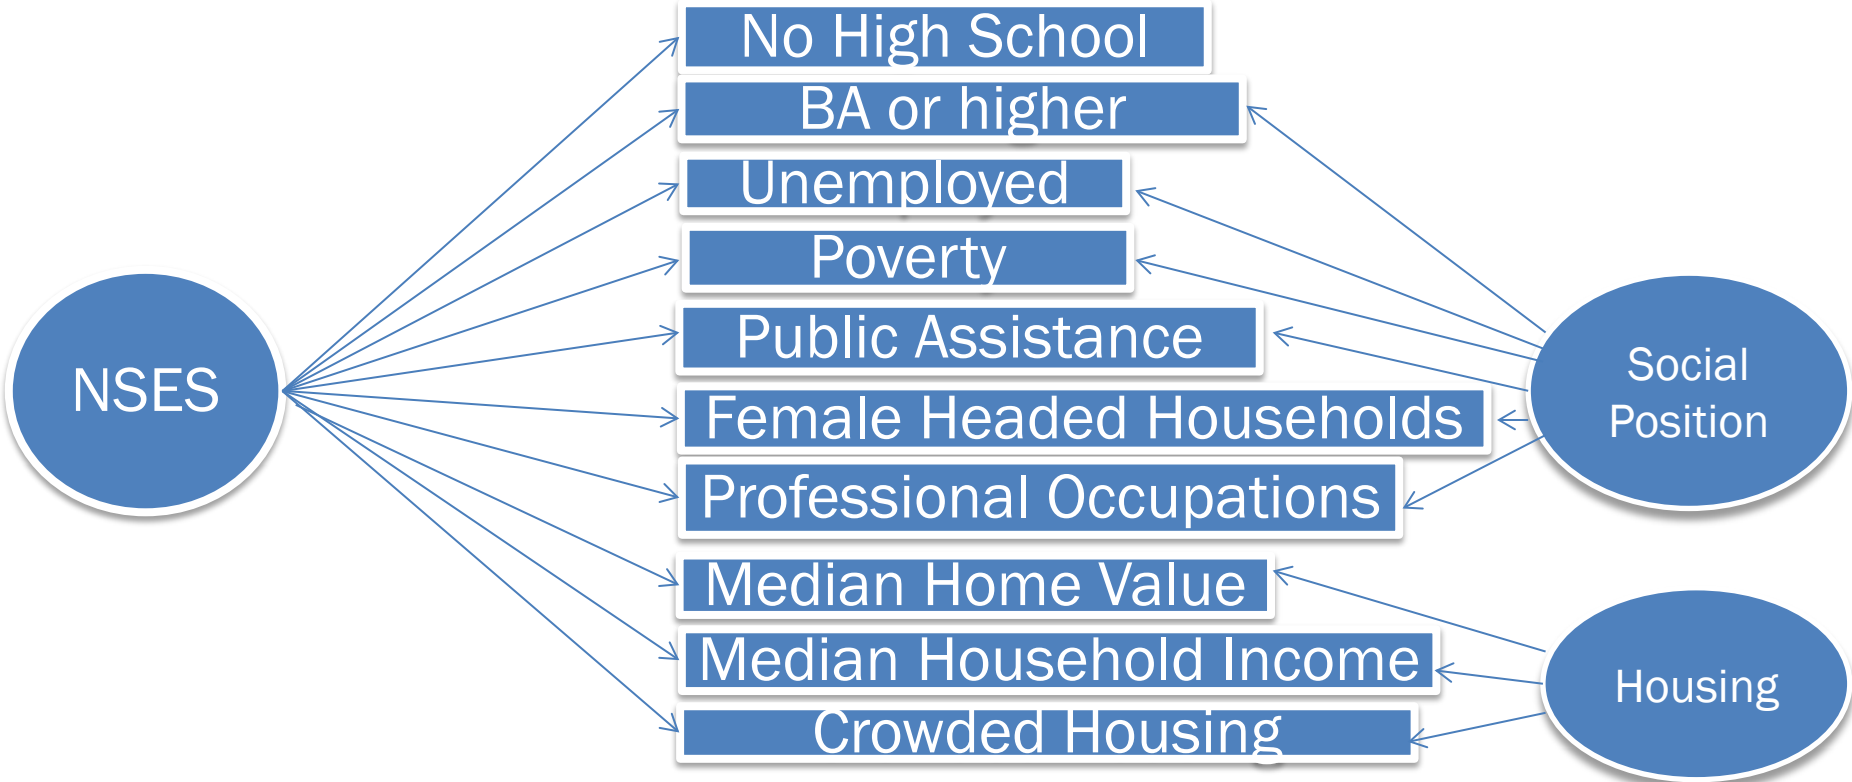 No High School
BA or higher
Unemployed
Poverty
Public Assistance
Female Headed Households
Professional Occupations
Median Home Value
Median Household Income
Crowded Housing
NSES
Social
Position
Housing